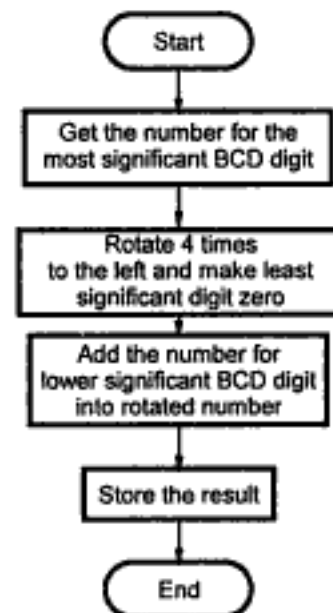 Start
Get the number for the
most significant BCD digit
Rotate 4 times
to the left and make least
significant digit zero
Add the number for
lower significant BCD digit
into rotated number
Store the result
End